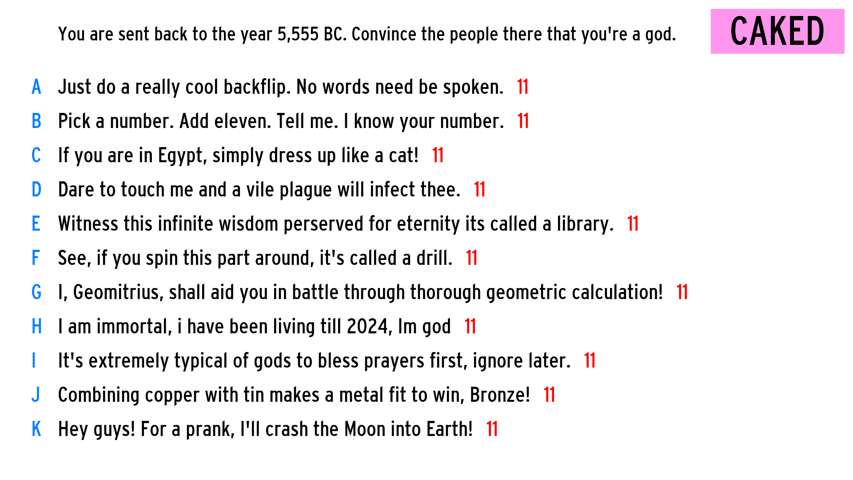 You are sent back to the year 5,555 BC. Convince the people there that you're a god.
CAKED
A Just do a really cool backflip. No words need be spoken. 11
B Pick a number. Add eleven. Tell me. I know your number. 11
C If you are in Egypt, simply dress up like a cat! 11
D Dare to touch me and a vile plague will infect thee. 11
E Witness this infinite wisdom perserved for eternity its called a library. 11
F See, if you spin this part around, it's called a drill. 11
G I, Geomitrius, shall aid you in battle through thorough geometric calculation! 11
H I am immortal, i have been living till 2024, Im god 11
I It's extremely typical of gods to bless prayers first, ignore later. 11
J Combining copper with tin makes a metal fit to win, Bronze! 11
K Hey guys! For a prank, I'll crash the Moon into Earth! 11